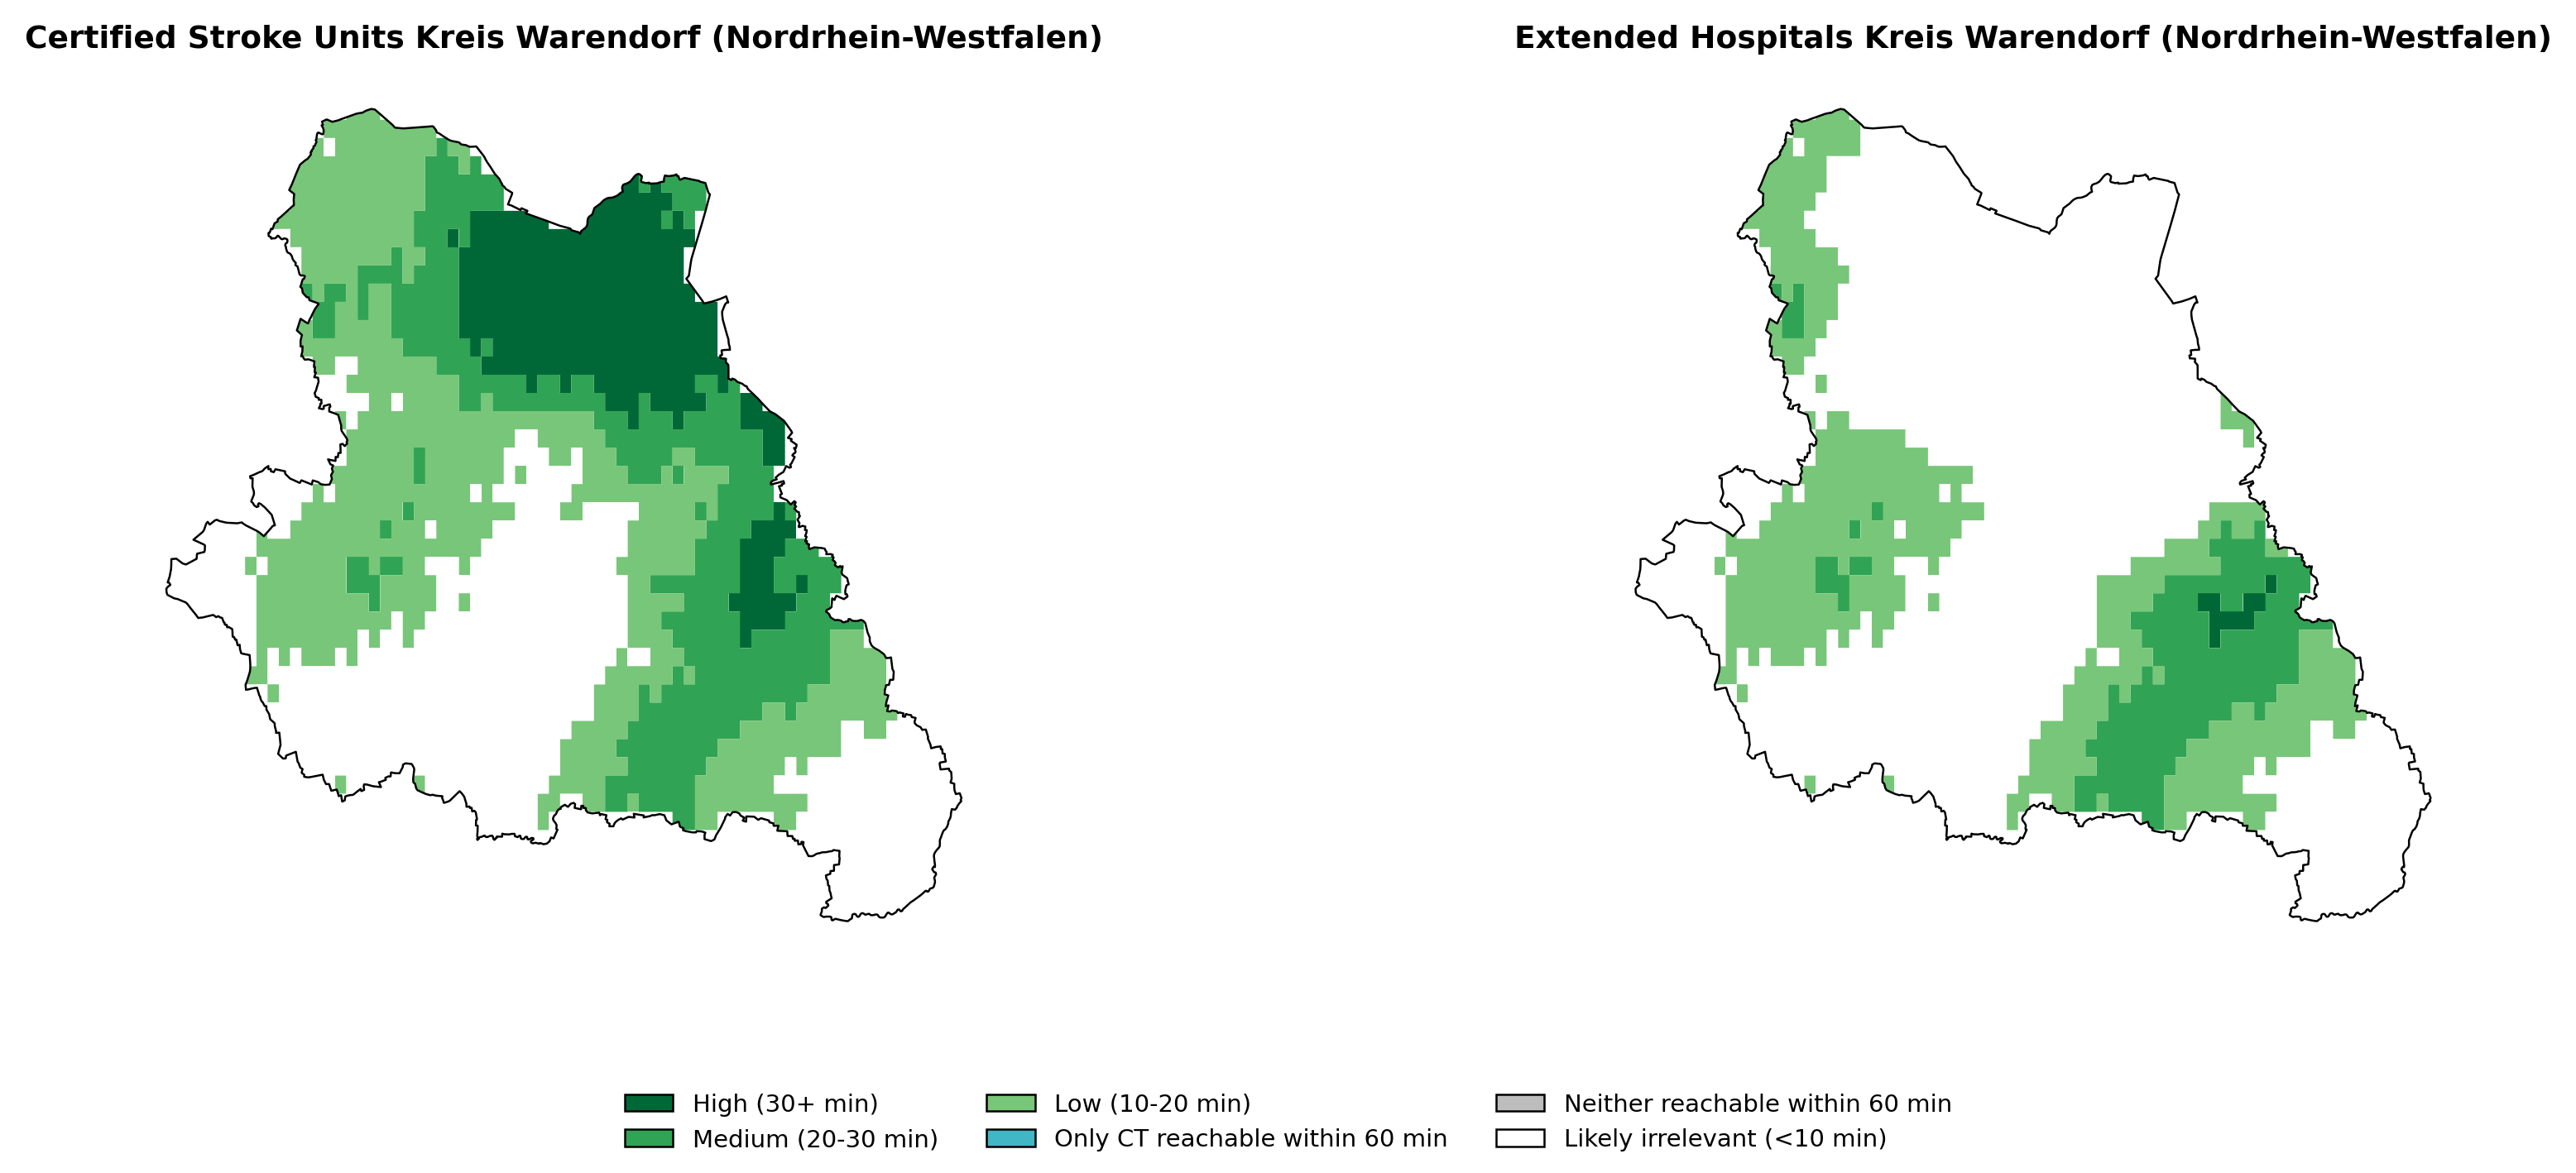 Certified Stroke Units Kreis Warendorf (Nordrhein-Westfalen)
Extended Hospitals Kreis Warendorf (Nordrhein-Westfalen)
High (30+ min)
Medium (20-30 min)
Low (10-20 min)
Only CT reachable within 60 min
Neither reachable within 60 min
Likely irrelevant (<10 min)